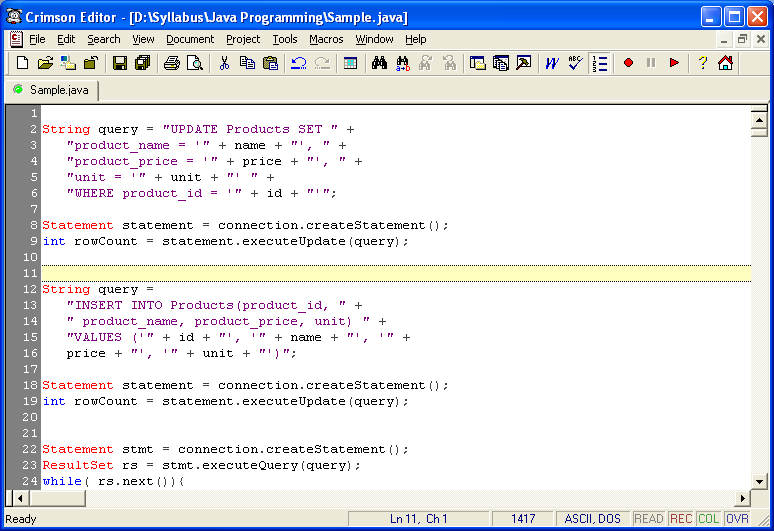 Crimson Editor - [D:\Syllabus\Java Programming\Sample.java]
File Edit Search View Document Project Tools Macros Window Help
Sample.java
1
2 String query = "UPDATE Products SET " +
3 "product_name = '" + name + "', " +
4 "product_price = '" + price + "', " +
5 "unit = '" + unit + "' " +
6 "WHERE product_id = '" + id + "'";
7
8 Statement statement = connection.createStatement();
9 int rowCount = statement.executeUpdate(query);
10
11
12 String query =
13 "INSERT INTO Products(product_id, " +
14 " product_name, product_price, unit) " +
15 "VALUES ('" + id + "', '" + name + "', '" +
16 price + "', '" + unit + "')";
17
18 Statement statement = connection.createStatement();
19 int rowCount = statement.executeUpdate(query);
20
21
22 Statement stmt = connection.createStatement();
23 ResultSet rs = stmt.executeQuery(query);
24 while( rs.next()){
Ready Ln 11, Ch 1 1417 ASCII, DOS READ REC COL OVR